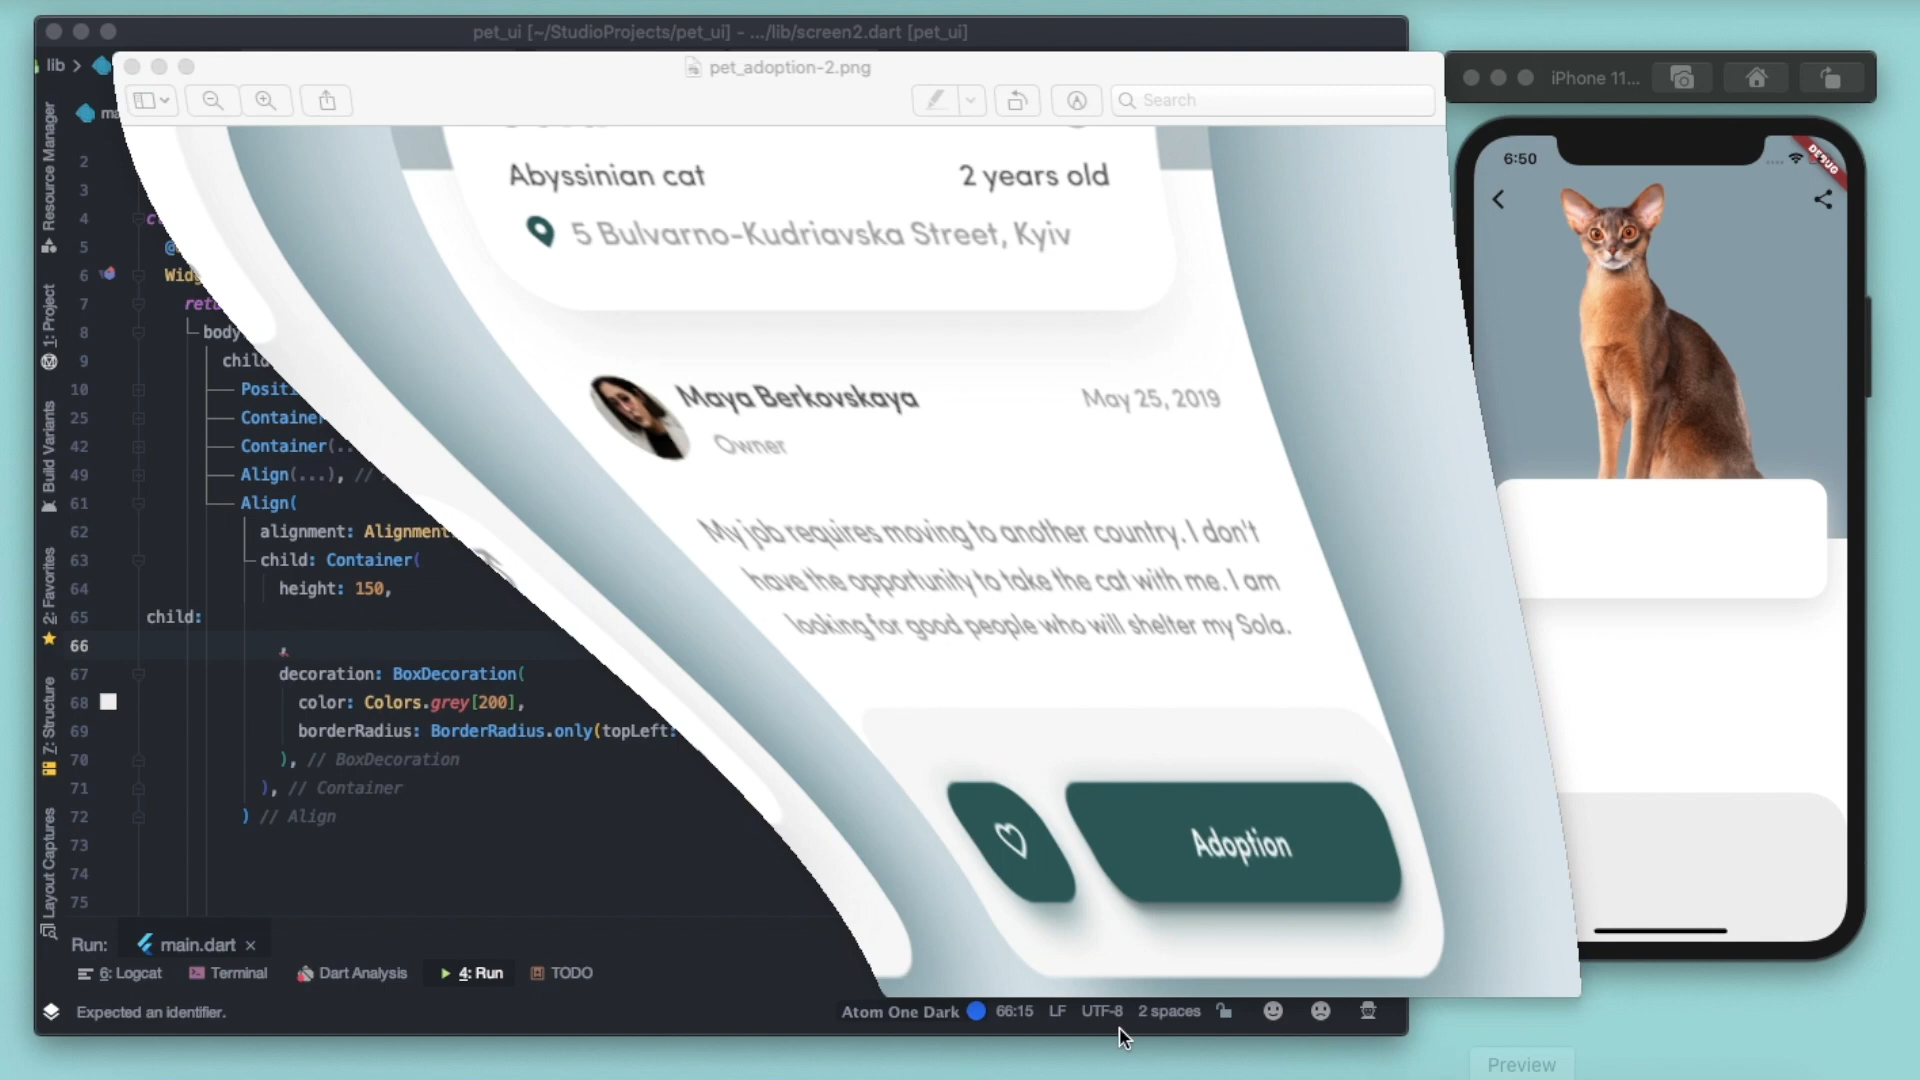 pet_ui [~/StudioProjects/pet_ui] - .../lib/screen2.dart [pet_ui]
lib
pet_adoption-2.png
Search
iPhone 11...
6:50
DEBUG
Resource Manager
1: Project
Build Variants
2: Favorites
7: Structure
Layout Captures
2
3
4
5
6
7
8 body
9
10
25
42 Container(
49 Align(...), //
61 Align(
62 alignment: Alignment.
63 child: Container(
64 height: 150,
65 child:
66 ,
67 decoration: BoxDecoration(
68 color: Colors.grey[200],
69 borderRadius: BorderRadius.only(topLeft:
70 ), // BoxDecoration
71 ), // Container
72 ) // Align
73
74
75
Abyssinian cat
2 years old
5 Bulvarno-Kudriavska Street, Kyiv
Maya Berkovskaya
May 25, 2019
Owner
My job requires moving to another country. I don't
have the opportunity to take the cat with me. I am
looking for good people who will shelter my Sola.
Adoption
Run: main.dart
6: Logcat Terminal Dart Analysis 4: Run TODO
Expected an identifier.
Atom One Dark 66:15 LF UTF-8 2 spaces
Preview